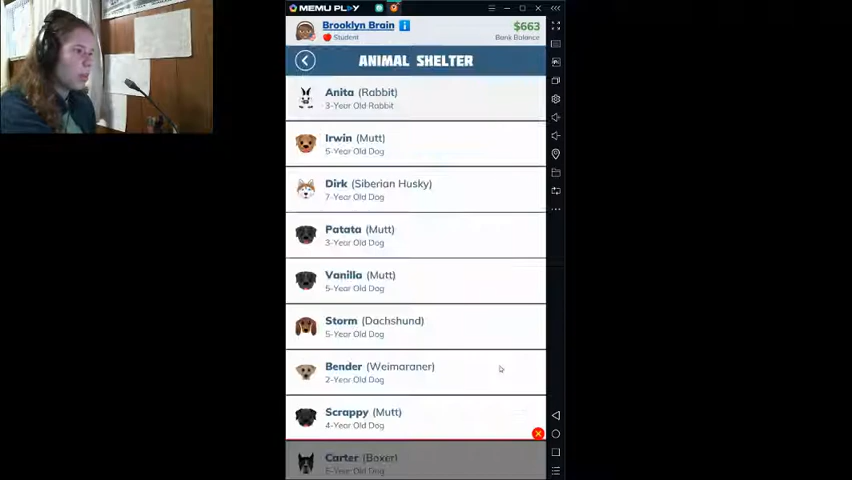 MEMU PLAY
Brooklyn Brain i
Student
$663
Bank Balance
ANIMAL SHELTER
Anita (Rabbit)
3-Year Old Rabbit
Irwin (Mutt)
5-Year Old Dog
Dirk (Siberian Husky)
7-Year Old Dog
Patata (Mutt)
3-Year Old Dog
Vanilla (Mutt)
5-Year Old Dog
Storm (Dachshund)
5-Year Old Dog
Bender (Weimaraner)
2-Year Old Dog
Scrappy (Mutt)
4-Year Old Dog
Carter (Boxer)
-Year Old Dog